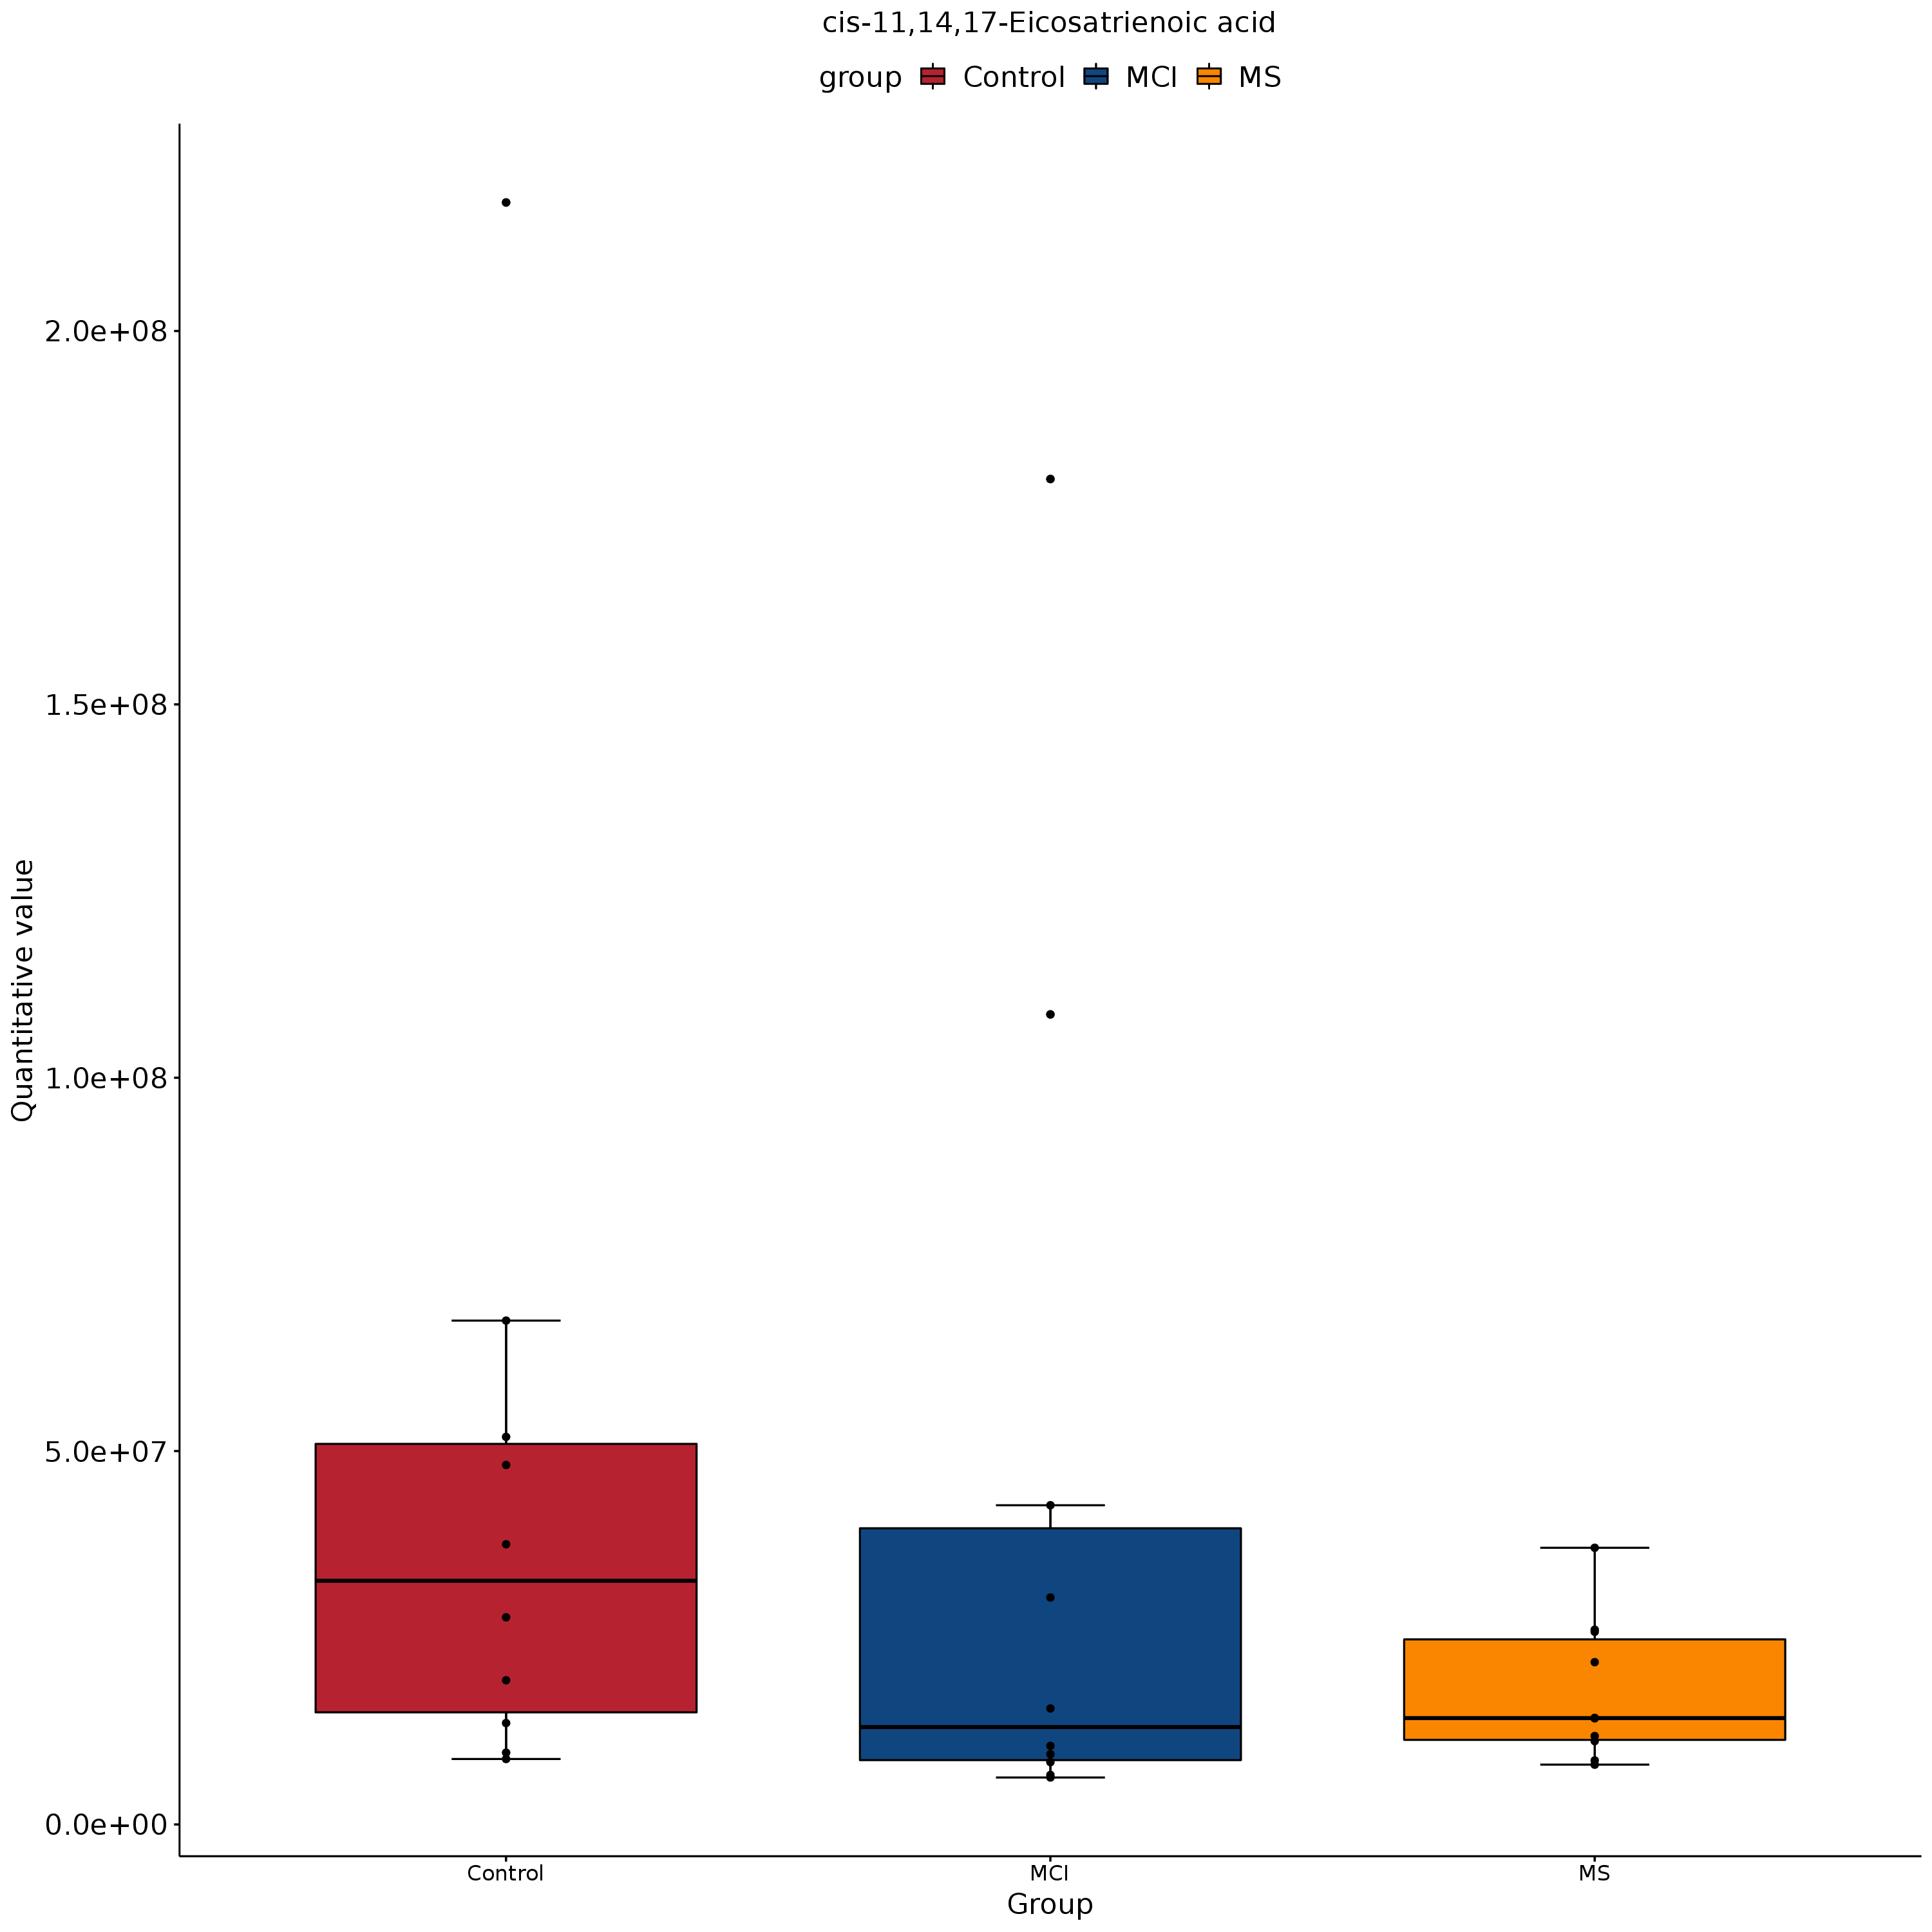 cis-11,14,17-Eicosatrienoic acid
group Control MCI MS
Quantitative value
2.0e+08
1.5e+08
1.0e+08
5.0e+07
0.0e+00
Control MCI MS
Group